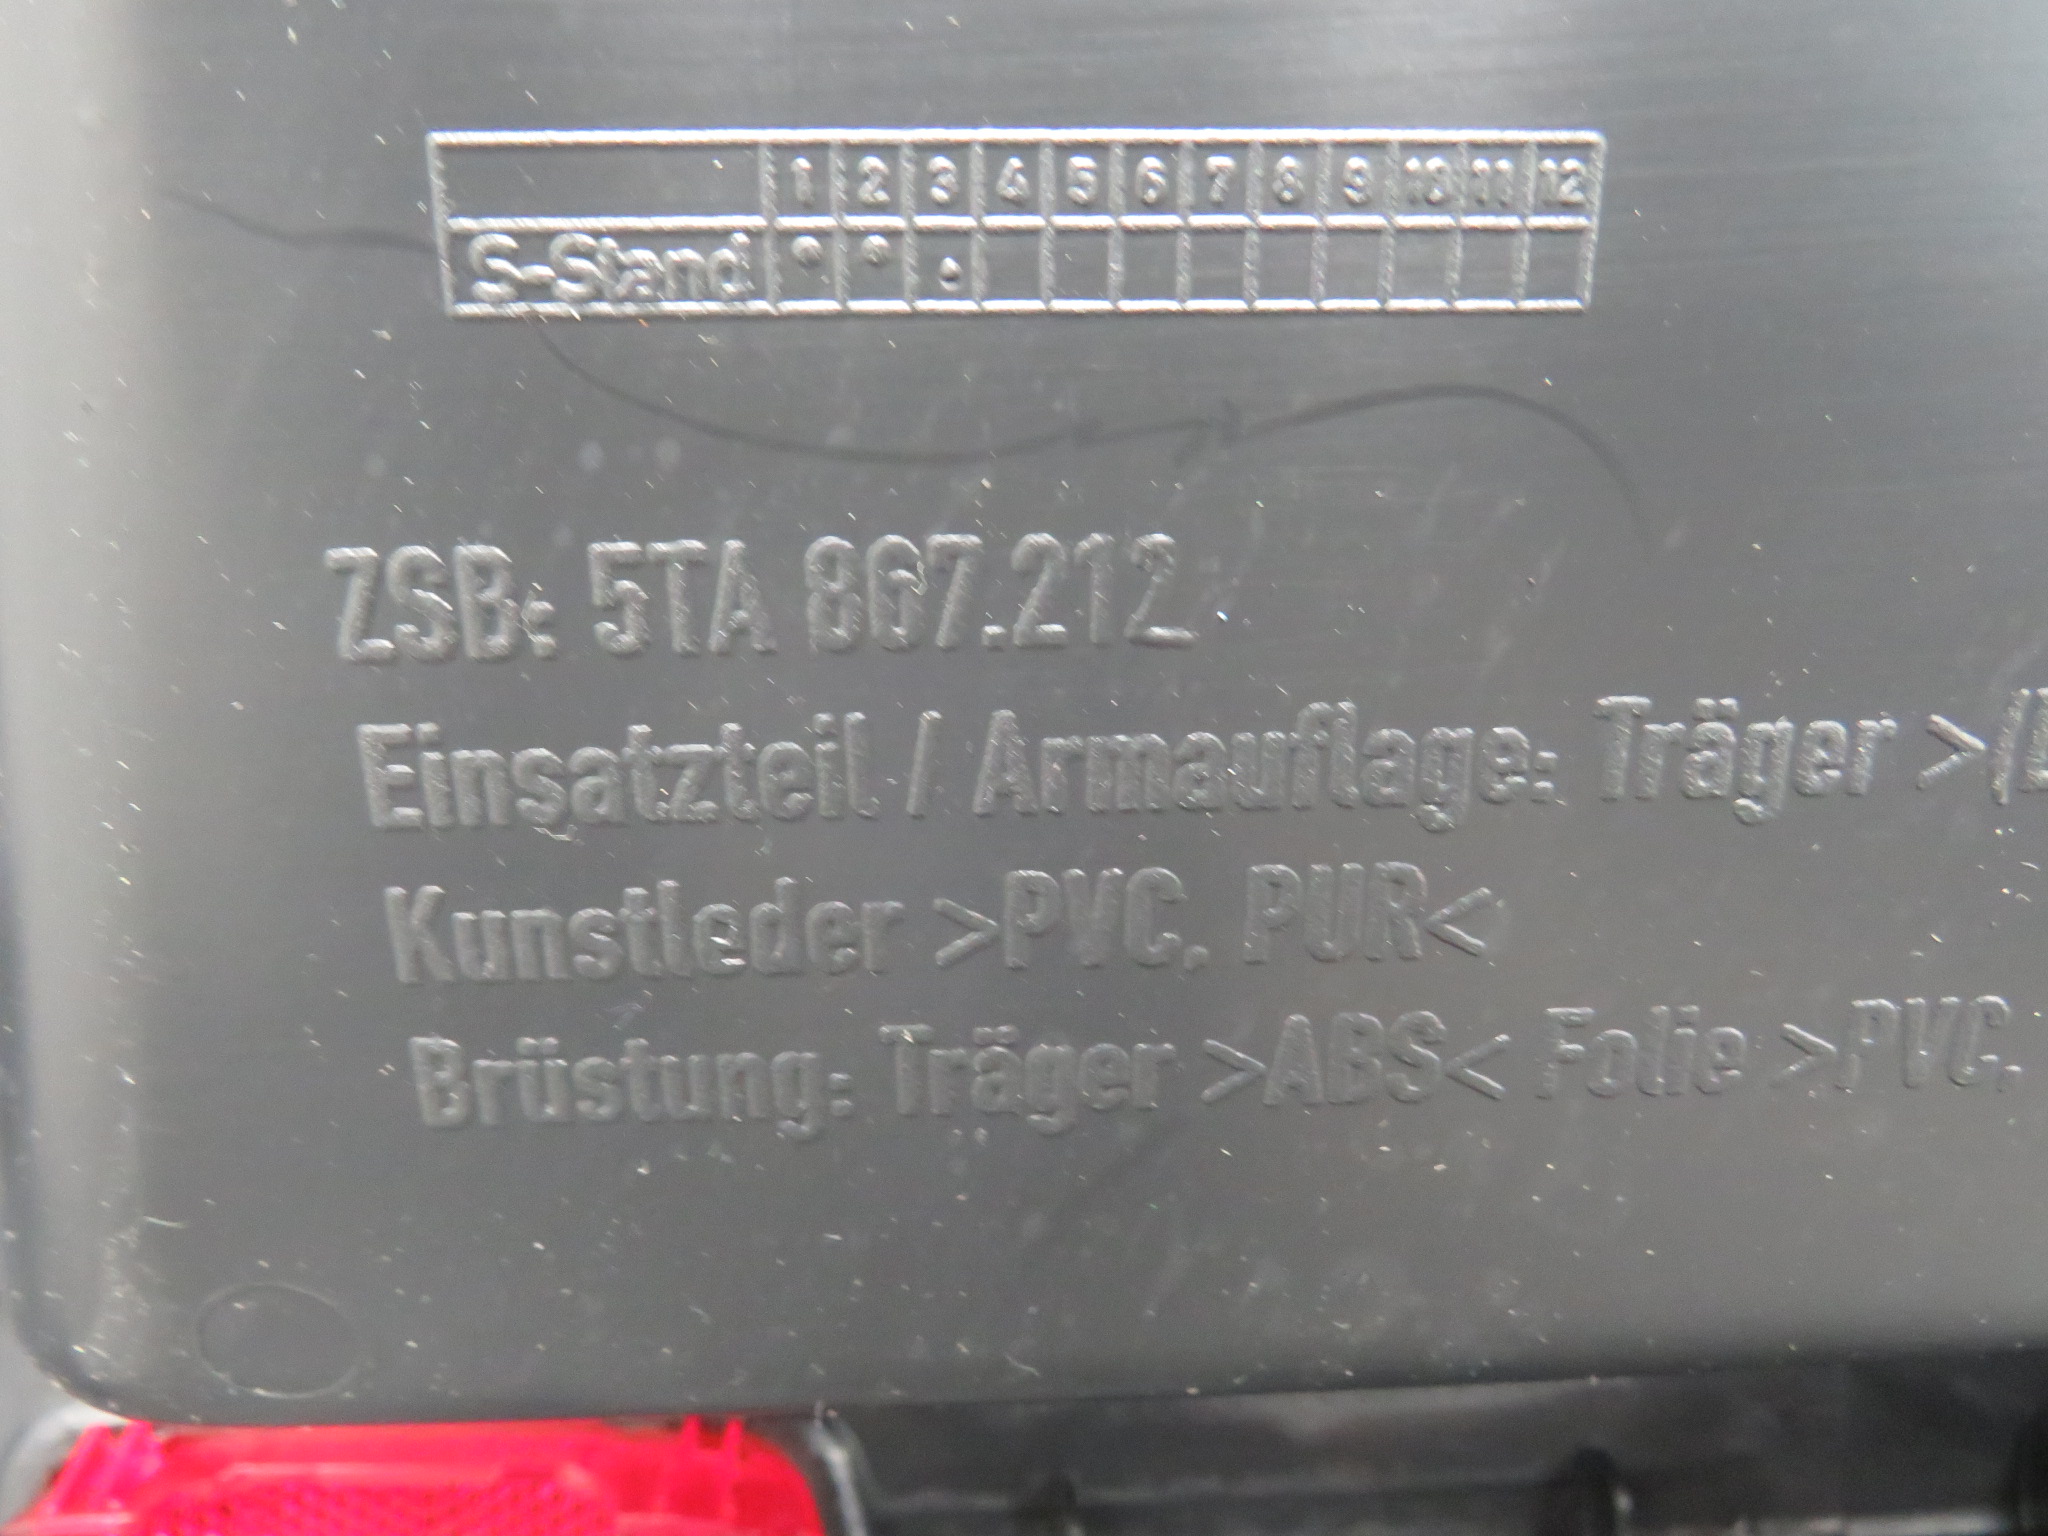 1 2 3 4 5 6 7 8 9 10 11 12
S-Stand
ZSB: 5TA 867.212
Einsatzteil / Armauflage: Träger >(
Kunstleder >PVC, PUR<
Brüstung: Träger >ABS< Folie >PVC,